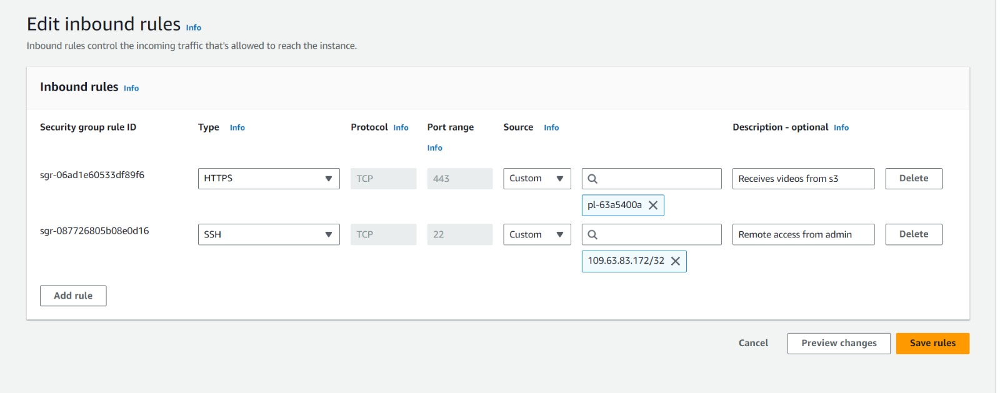 Edit inbound rules Info
Inbound rules control the incoming traffic that's allowed to reach the instance.
Inbound rules Info
Security group rule ID Type Info Protocol Info Port range Info Source Info Description - optional Info
sgr-06ad1e60533df89f6 HTTPS TCP 443 Custom Receives videos from s3 Delete
pl-63a5400a
sgr-087726805b08e0d16 SSH TCP 22 Custom Remote access from admin Delete
109.63.83.172/32
Add rule
Cancel Preview changes Save rules